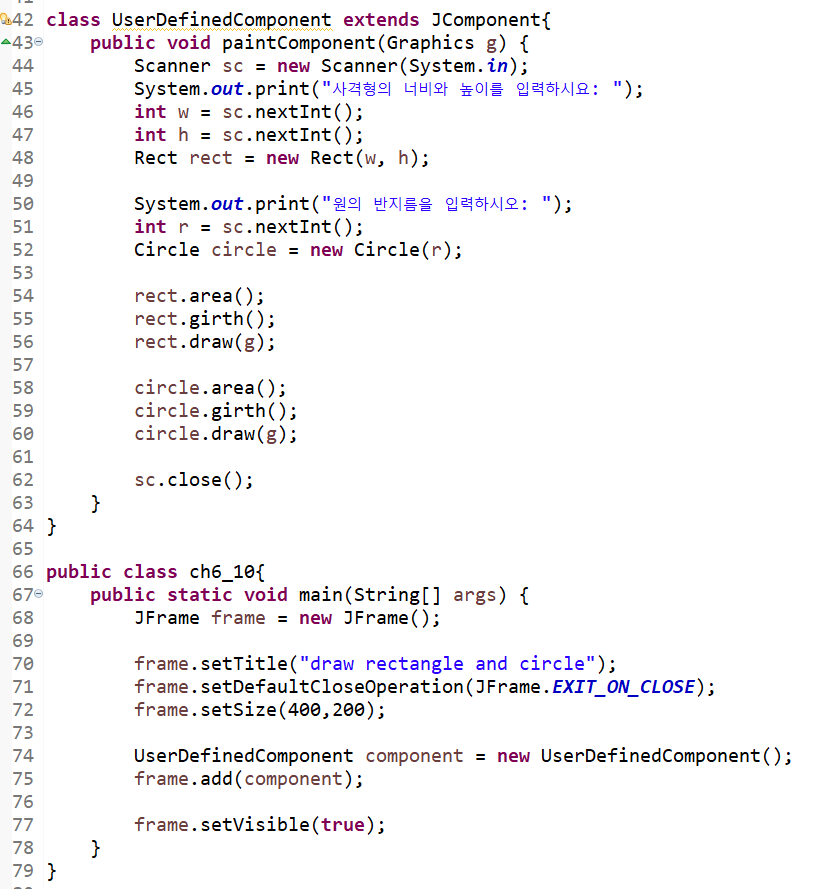 42 class UserDefinedComponent extends JComponent{
43 public void paintComponent(Graphics g) {
44 Scanner sc = new Scanner(System.in);
45 System.out.print("사격형의 너비와 높이를 입력하시요: ");
46 int w = sc.nextInt();
47 int h = sc.nextInt();
48 Rect rect = new Rect(w, h);
49
50 System.out.print("원의 반지름을 입력하시오: ");
51 int r = sc.nextInt();
52 Circle circle = new Circle(r);
53
54 rect.area();
55 rect.girth();
56 rect.draw(g);
57
58 circle.area();
59 circle.girth();
60 circle.draw(g);
61
62 sc.close();
63 }
64 }
65
66 public class ch6_10{
67 public static void main(String[] args) {
68 JFrame frame = new JFrame();
69
70 frame.setTitle("draw rectangle and circle");
71 frame.setDefaultCloseOperation(JFrame.EXIT_ON_CLOSE);
72 frame.setSize(400,200);
73
74 UserDefinedComponent component = new UserDefinedComponent();
75 frame.add(component);
76
77 frame.setVisible(true);
78 }
79 }